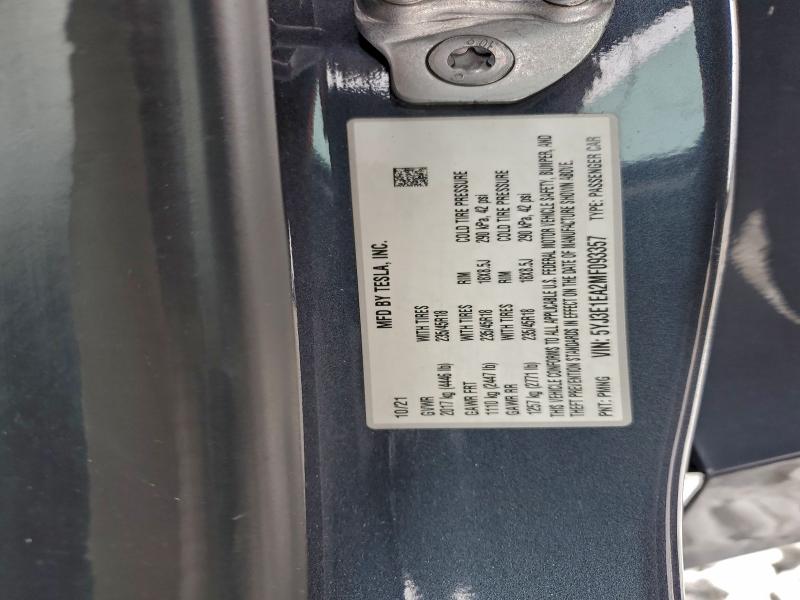 MFD BY TESLA, INC.
10/21
GVWR WITH TIRES RIM COLD TIRE PRESSURE
2017 kg (4446 lb) 235/45R18 18X8.5J 290 kPa, 42 psi
GAWR FRT WITH TIRES RIM COLD TIRE PRESSURE
1110 kg (2447 lb) 235/45R18 18X8.5J 290 kPa, 42 psi
GAWR RR WITH TIRES
1257 kg (2771 lb) 235/45R18
THIS VEHICLE CONFORMS TO ALL APPLICABLE U.S. FEDERAL MOTOR VEHICLE SAFETY, BUMPER, AND
THEFT PREVENTION STANDARDS IN EFFECT ON THE DATE OF MANUFACTURE SHOWN ABOVE.
PNT: PMNG VIN: 5YJ3E1EA2MF093357 TYPE: PASSENGER CAR